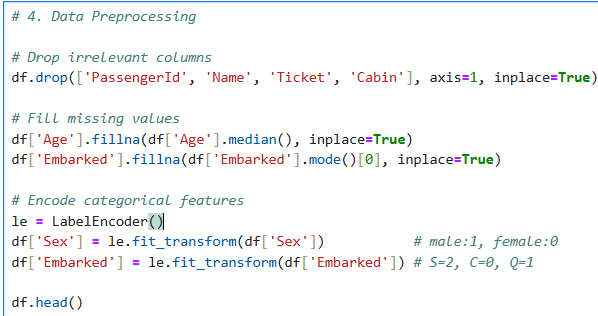 # 4. Data Preprocessing
# Drop irrelevant columns
df.drop(['PassengerId', 'Name', 'Ticket', 'Cabin'], axis=1, inplace=True)
# Fill missing values
df['Age'].fillna(df['Age'].median(), inplace=True)
df['Embarked'].fillna(df['Embarked'].mode()[0], inplace=True)
# Encode categorical features
le = LabelEncoder()
df['Sex'] = le.fit_transform(df['Sex'])           # male:1, female:0
df['Embarked'] = le.fit_transform(df['Embarked']) # S=2, C=0, Q=1
df.head()